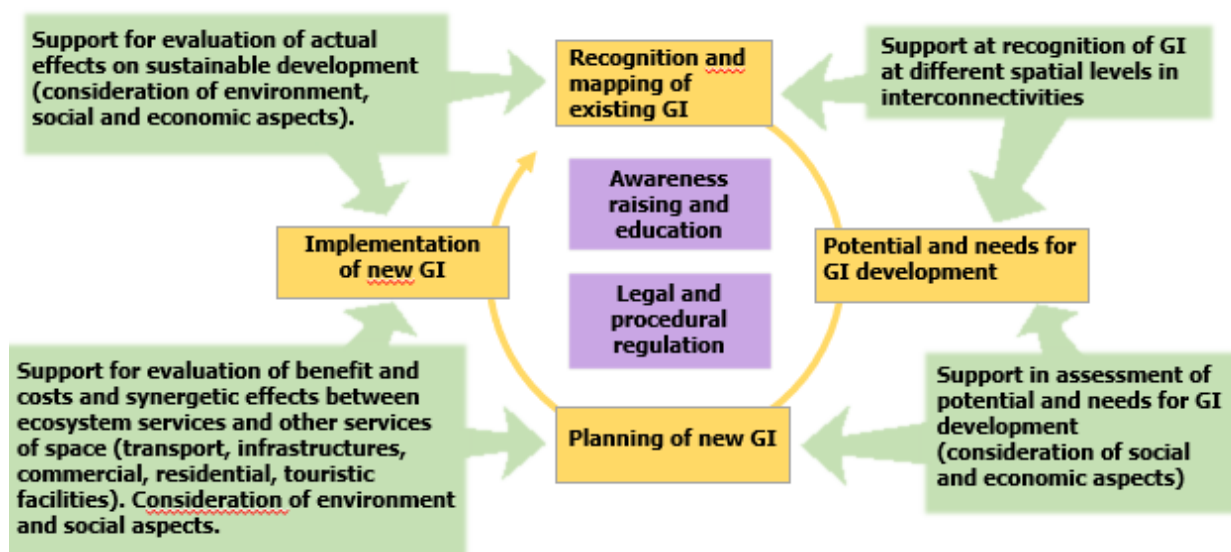 Support for evaluation of actual
effects on sustainable development
(consideration of environment,
social and economic aspects).
Recognition and
mapping of
existing GI
Support at recognition of GI
at different spatial levels in
interconnectivities
Awareness
raising and
education
Implementation
of new GI
Potential and needs for
GI development
Legal and
procedural
regulation
Support for evaluation of benefit and
costs and synergetic effects between
ecosystem services and other services
of space (transport, infrastructures,
commercial, residential, touristic
facilities). Consideration of environment
and social aspects.
Planning of new GI
Support in assessment of
potential and needs for GI
development
(consideration of social
and economic aspects)